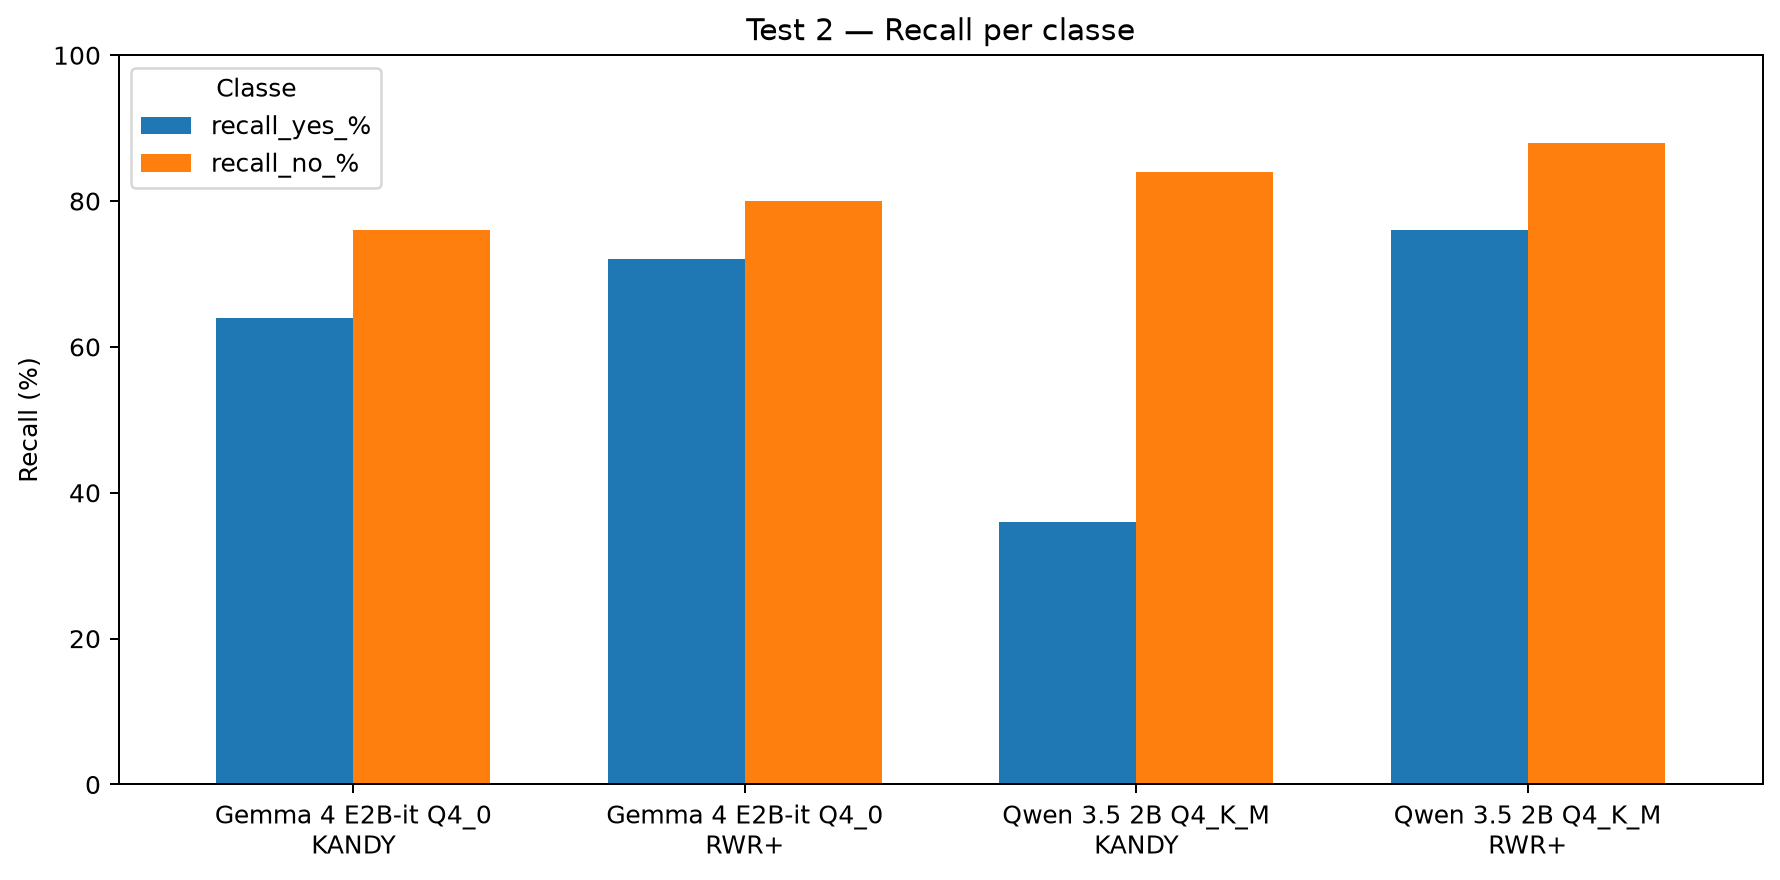 Test 2 — Recall per classe
100
80
60
40
20
0
Recall (%)
Classe
recall_yes_%
recall_no_%
Gemma 4 E2B-it Q4_0
KANDY
Gemma 4 E2B-it Q4_0
RWR+
Qwen 3.5 2B Q4_K_M
KANDY
Qwen 3.5 2B Q4_K_M
RWR+